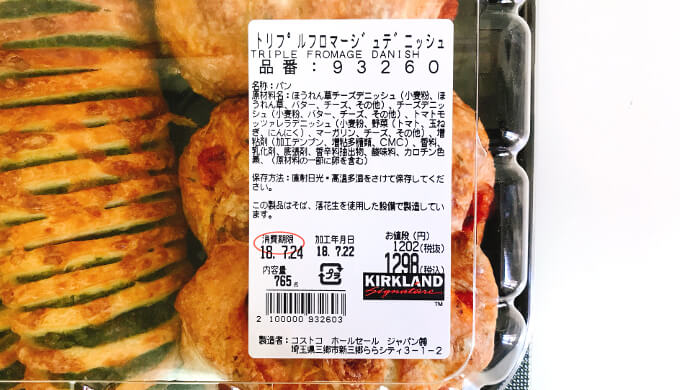 トリプルフロマージュデニッシュ
TRIPLE FROMAGE DANISH
品番:93260
名称:パン
原材料名:ほうれん草チーズデニッシュ(小麦粉、ほ
うれん草、バター、チーズ、その他)、チーズデニッ
シュ(小麦粉、バター、チーズ、その他)、トマトモ
ッツァレラデニッシュ(小麦粉、野菜(トマト、玉ね
ぎ、にんにく)、マーガリン、チーズ、その他)、増
粘剤(加工デンプン、増粘多糖類、CMC)、香料、
乳化剤、膨張剤、香辛料抽出物、酸味料、カロチン色
素、(原材料の一部に卵を含む)
保存方法:直射日光・高温多湿をさけて保存してくだ
さい。
この製品はそば、落花生を使用した設備で製造してい
ます。
消費期限 加工年月日 お値段(円)
18. 7.24 18. 7.22 1202(税抜)
1298(税込)
内容量
765g
プラ
KIRKLAND
Signature
TM
2 100000 932603
製造者:コストコ ホールセール ジャパン㈱
埼玉県三郷市新三郷ららシティ3-1-2